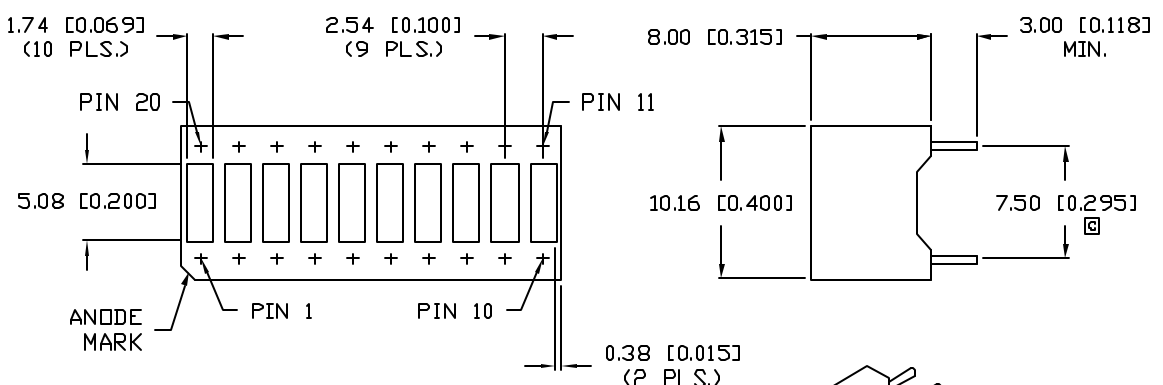 1.74 [0.069]
(10 PLS.)
2.54 [0.100]
(9 PLS.)
8.00 [0.315]
3.00 [0.118]
MIN.
PIN 20
PIN 11
5.08 [0.200]
10.16 [0.400]
7.50 [0.295]
C
ANODE
MARK
PIN 1
PIN 10
0.38 [0.015]
(2 PLS.)